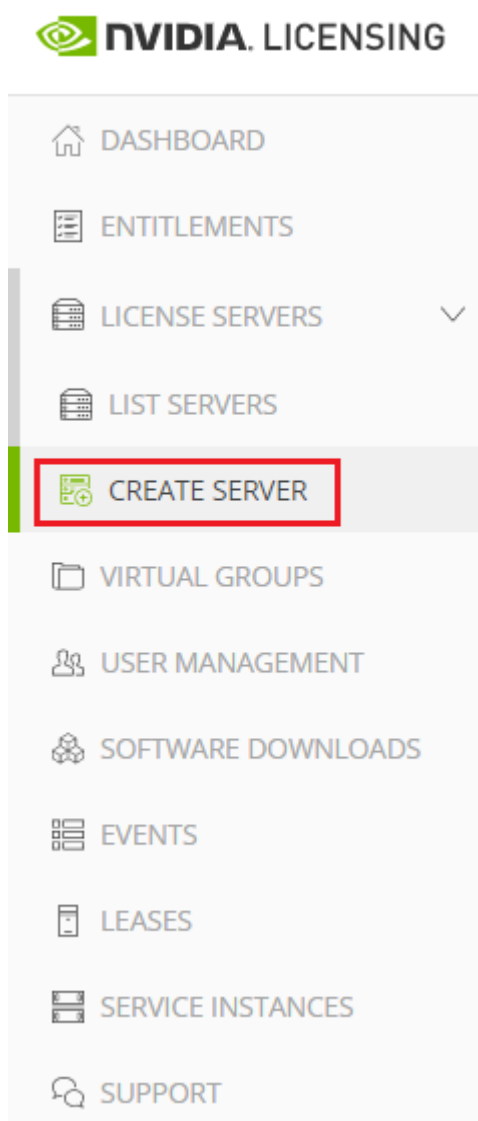 NVIDIA. LICENSING
DASHBOARD
ENTITLEMENTS
LICENSE SERVERS
LIST SERVERS
CREATE SERVER
VIRTUAL GROUPS
USER MANAGEMENT
SOFTWARE DOWNLOADS
EVENTS
LEASES
SERVICE INSTANCES
SUPPORT